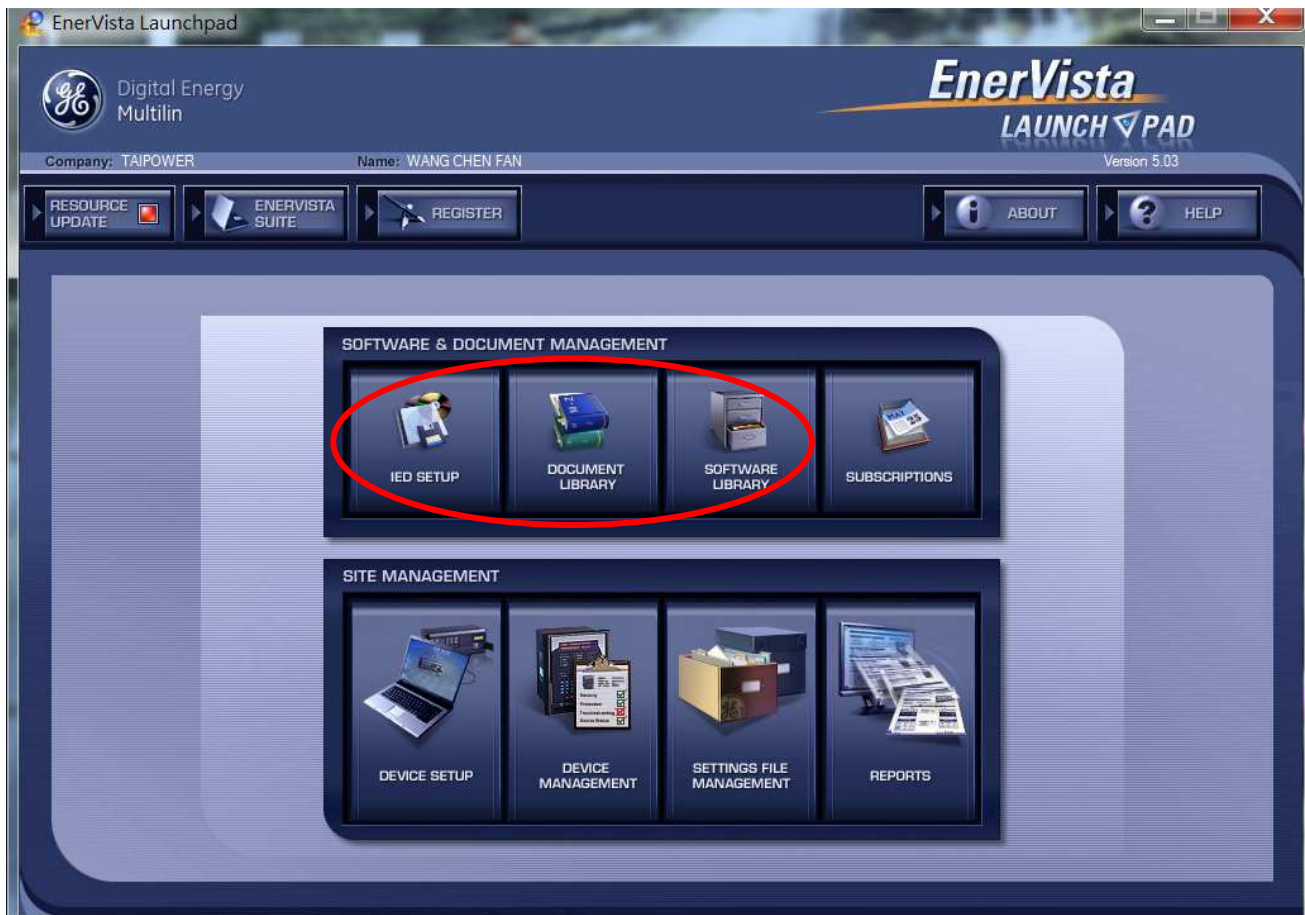 EnerVista Launchpad
Digital Energy
Multilin
EnerVista
LAUNCH PAD
Company: TAIPOWER
Name: WANG CHEN FAN
Version 5.03
RESOURCE
UPDATE
ENERVISTA
SUITE
REGISTER
ABOUT
HELP
SOFTWARE & DOCUMENT MANAGEMENT
IED SETUP
DOCUMENT
LIBRARY
SOFTWARE
LIBRARY
MAY
25
SUBSCRIPTIONS
SITE MANAGEMENT
DEVICE SETUP
DEVICE
MANAGEMENT
SETTINGS FILE
MANAGEMENT
REPORTS